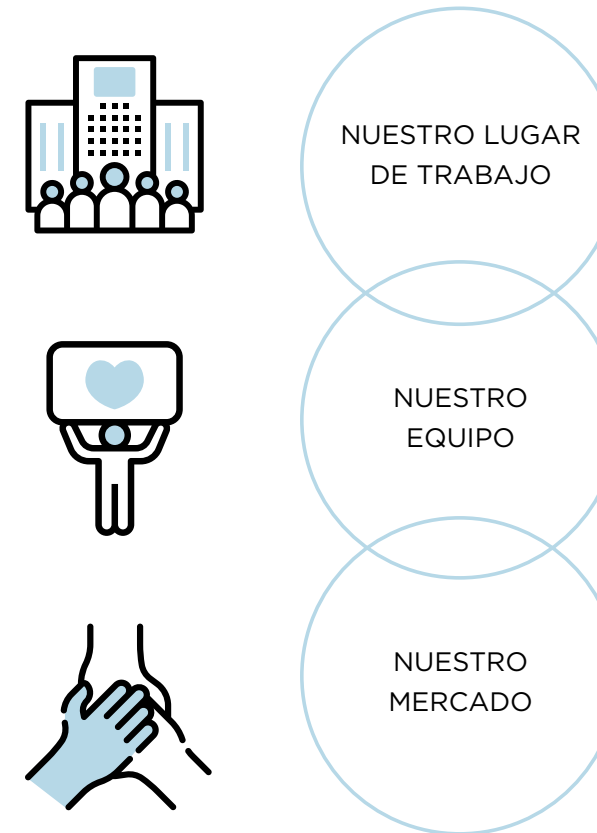 NUESTRO LUGAR
DE TRABAJO
NUESTRO
EQUIPO
NUESTRO
MERCADO